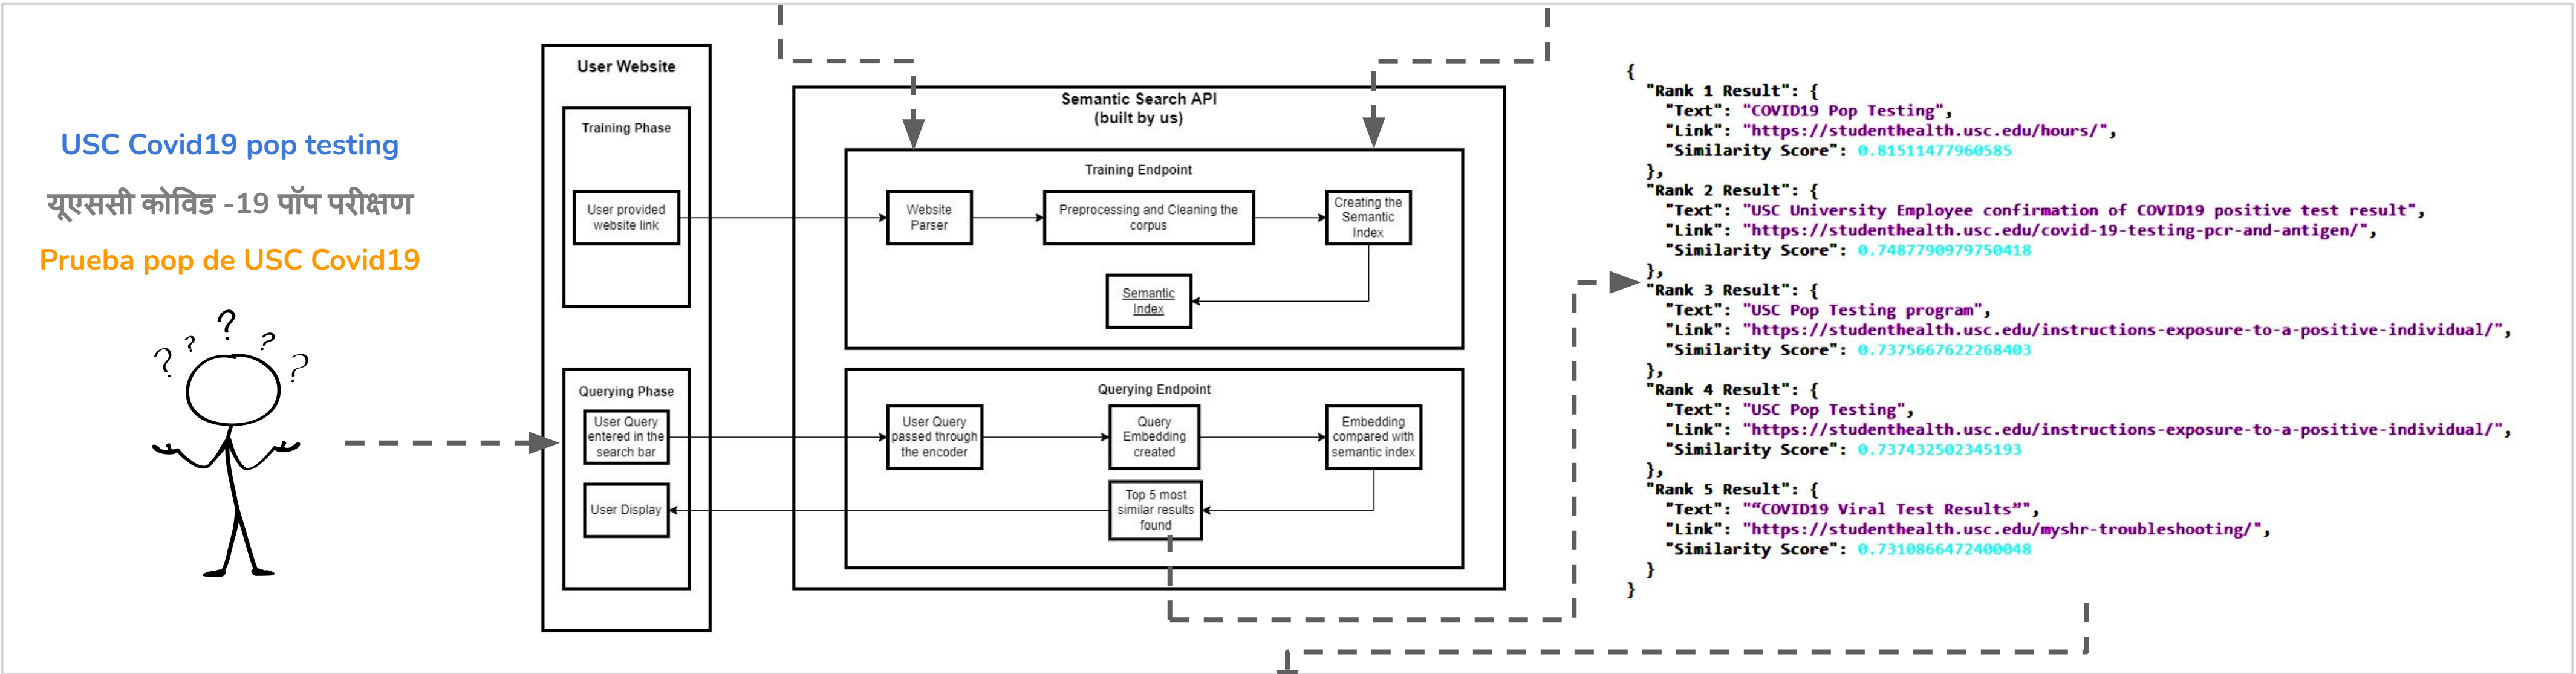 USC Covid19 pop testing
यूएससी कोविड -19 पॉप परीक्षण
Prueba pop de USC Covid19
? ? ? ? ?
User Website
Training Phase
User provided
website link
Querying Phase
User Query
entered in the
search bar
User Display
Semantic Search API
(built by us)
Training Endpoint
Website
Parser
Preprocessing and Cleaning the
corpus
Creating the
Semantic
Index
Semantic
Index
Querying Endpoint
User Query
passed through
the encoder
Query
Embedding
created
Embedding
compared with
semantic index
Top 5 most
similar results
found
{
"Rank 1 Result": {
"Text": "COVID19 Pop Testing",
"Link": "https://studenthealth.usc.edu/hours/",
"Similarity Score": 0.81511477960585
},
"Rank 2 Result": {
"Text": "USC University Employee confirmation of COVID19 positive test result",
"Link": "https://studenthealth.usc.edu/covid-19-testing-pcr-and-antigen/",
"Similarity Score": 0.7487790979750418
},
"Rank 3 Result": {
"Text": "USC Pop Testing program",
"Link": "https://studenthealth.usc.edu/instructions-exposure-to-a-positive-individual/",
"Similarity Score": 0.7375667622268403
},
"Rank 4 Result": {
"Text": "USC Pop Testing",
"Link": "https://studenthealth.usc.edu/instructions-exposure-to-a-positive-individual/",
"Similarity Score": 0.737432502345193
},
"Rank 5 Result": {
"Text": "“COVID19 Viral Test Results”",
"Link": "https://studenthealth.usc.edu/myshr-troubleshooting/",
"Similarity Score": 0.7310866472400048
}
}